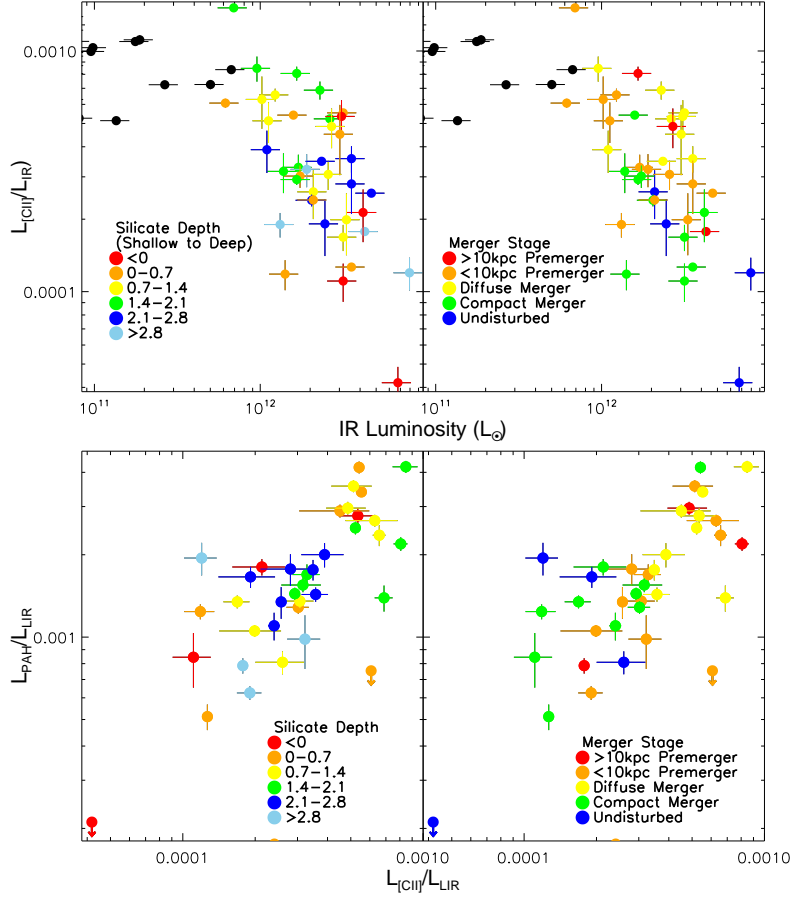 0.0010
0.0001
L[CII]/LIR)
Silicate Depth
(Shallow to Deep)
<0
0−0.7
0.7−1.4
1.4−2.1
2.1−2.8
>2.8
Merger Stage
>10kpc Premerger
<10kpc Premerger
Diffuse Merger
Compact Merger
Undisturbed
10^11
10^12
10^11
10^12
IR Luminosity (L☉)
LPAH/LLIR
0.001
Silicate Depth
<0
0−0.7
0.7−1.4
1.4−2.1
2.1−2.8
>2.8
Merger Stage
>10kpc Premerger
<10kpc Premerger
Diffuse Merger
Compact Merger
Undisturbed
0.0001
0.0010
0.0001
0.0010
L[CII]/LLIR